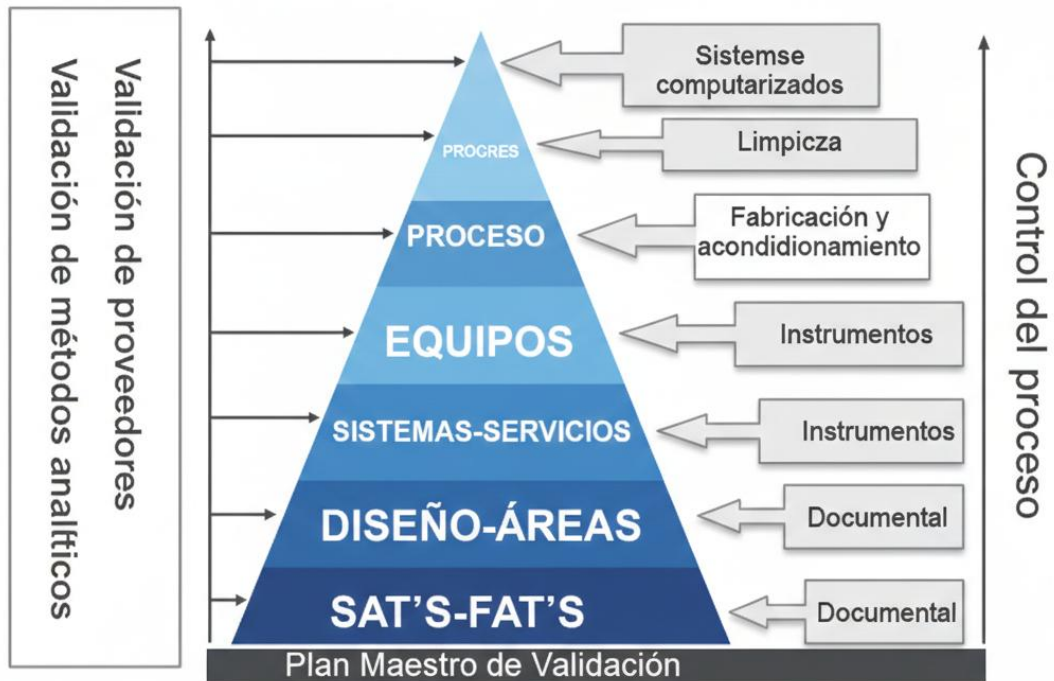 Validación de proveedores
Validación de métodos analíticos
PROGRES
PROCESO
EQUIPOS
SISTEMAS-SERVICIOS
DISEÑO-ÁREAS
SAT’S-FAT’S
Plan Maestro de Validación
Sistemse
computarizados
Limpicza
Fabricación y
acondidionamiento
Instrumentos
Instrumentos
Documental
Documental
Control del proceso